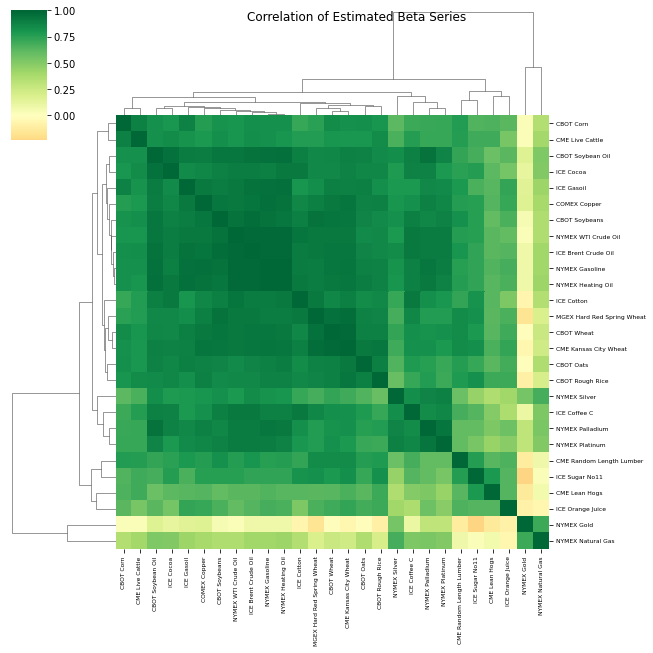 Correlation of Estimated Beta Series
1.00
0.75
0.50
0.25
0.00
CBOT Corn
CME Live Cattle
CBOT Soybean Oil
ICE Cocoa
ICE Gasoil
COMEX Copper
CBOT Soybeans
NYMEX WTI Crude Oil
ICE Brent Crude Oil
NYMEX Gasoline
NYMEX Heating Oil
ICE Cotton
MGEX Hard Red Spring Wheat
CBOT Wheat
CME Kansas City Wheat
CBOT Oats
CBOT Rough Rice
NYMEX Silver
ICE Coffee C
NYMEX Palladium
NYMEX Platinum
CME Random Length Lumber
ICE Sugar No11
CME Lean Hogs
ICE Orange Juice
NYMEX Gold
NYMEX Natural Gas
CBOT Corn
CME Live Cattle
CBOT Soybean Oil
ICE Cocoa
ICE Gasoil
COMEX Copper
CBOT Soybeans
NYMEX WTI Crude Oil
ICE Brent Crude Oil
NYMEX Gasoline
NYMEX Heating Oil
ICE Cotton
MGEX Hard Red Spring Wheat
CBOT Wheat
CME Kansas City Wheat
CBOT Oats
CBOT Rough Rice
NYMEX Silver
ICE Coffee C
NYMEX Palladium
NYMEX Platinum
CME Random Length Lumber
ICE Sugar No11
CME Lean Hogs
ICE Orange Juice
NYMEX Gold
NYMEX Natural Gas